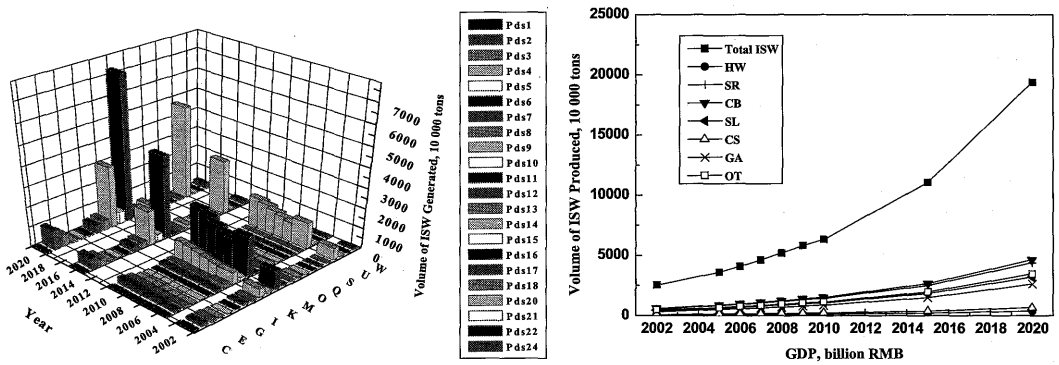 7000
6000
5000
4000
3000
2000
1000
0
Volume of ISW Generated, 10 000 tons
2020
2018
2016
2014
2012
2010
2008
2006
2004
2002
Year
C
E
G
I
K
M
O
Q
S
U
W
Pds1
Pds2
Pds3
Pds4
Pds5
Pds6
Pds7
Pds8
Pds9
Pds10
Pds11
Pds12
Pds13
Pds14
Pds15
Pds16
Pds17
Pds18
Pds20
Pds21
Pds22
Pds24
25000
20000
15000
10000
5000
0
Volume of ISW Produced, 10 000 tons
Total ISW
HW
SR
CB
SL
CS
GA
OT
2002 2004 2006 2008 2010 2012 2014 2016 2018 2020
GDP, billion RMB